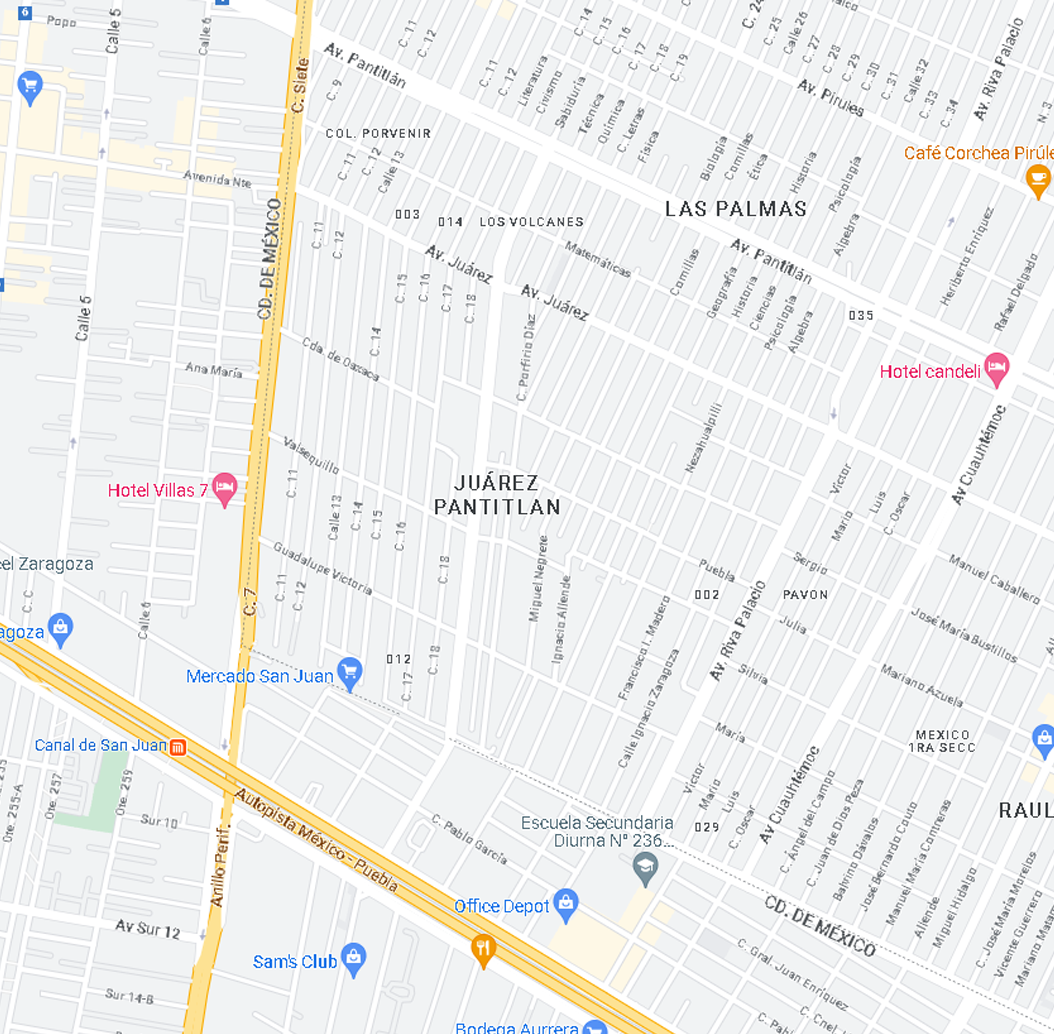 6
Popo
Calle 5
Calle 6
C. Siete
C. 11
C. 12
Av. Pantitlán
C. 9
C. 11
C. 12
Literatura
Civismo
Sabiduría
Técnica
Química
C. Letras
Física
C. 14
C. 15
C. 16
C. 17
C. 18
C. 19
C. 24
C. 25
Calle 26
C. 27
C. 28
C. 29
C. 30
C. 31
Calle 32
C. 33
C. 34
Av. Pirules
Av. Riva Palacio
N. 3
Café Corchea Pirúle
COL. PORVENIR
C. 11
C. 12
Calle 13
Avenida Nte
003
014
LOS VOLCANES
LAS PALMAS
Biología
Comillas
Ética
Historia
Psicología
Algebra
Heriberto Enríquez
Rafael Delgado
CD. DE MÉXICO
C. 11
C. 12
Av. Juárez
Av. Juárez
Matemáticas
Av. Pantitlán
Comillas
Geografía
Historia
Ciencias
Psicología
Algebra
035
C. 15
C. 16
C. 17
C. 18
C. 14
Calle 5
Cda. de Oaxaca
C. Porfirio Díaz
Ana María
Hotel candeli
Av Cuauhtémoc
Nezahualpilli
Valsequillo
Hotel Villas 7
JUÁREZ
PANTITLAN
C. 11
Calle 13
C. 14
C. 15
C. 16
C. 18
Victor
Mario
Luis
C. Oscar
el Zaragoza
Guadalupe Victoria
C. 11
C. 12
C. 7
Miguel Negrete
Ignacio Allende
Puebla
Sergio
002
PAVON
Julia
Manuel Caballero
José María Bustillos
C. C
Calle 6
agoza
Mercado San Juan
012
C. 17
C. 18
Francisco I. Madero
Calle Ignacio Zaragoza
Av. Riva Palacio
Silvia
Mariano Azuela
María
MEXICO
1RA SECC
Canal de San Juan
Ote. 255-A
Ote. 257
Ote. 259
Sur 10
Autopista México - Puebla
C. Pablo García
Escuela Secundaria
Diurna N° 236...
029
Victor
Mario
Luis
C. Oscar
Av Cuauhtémoc
C. Ángel del Campo
C. Juan de Dios Peza
Balvino Dávalos
José Bernardo Couto
Manuel María Contreras
Allende
Miguel Hidalgo
RAUL
C. José María Morelos
Vicente Guerrero
Mariano Matam
Anillo Perif.
Av Sur 12
Office Depot
CD. DE MÉXICO
Sam's Club
C. Gral. Juan Enríquez
Sur 14-B
Bodega Aurrera